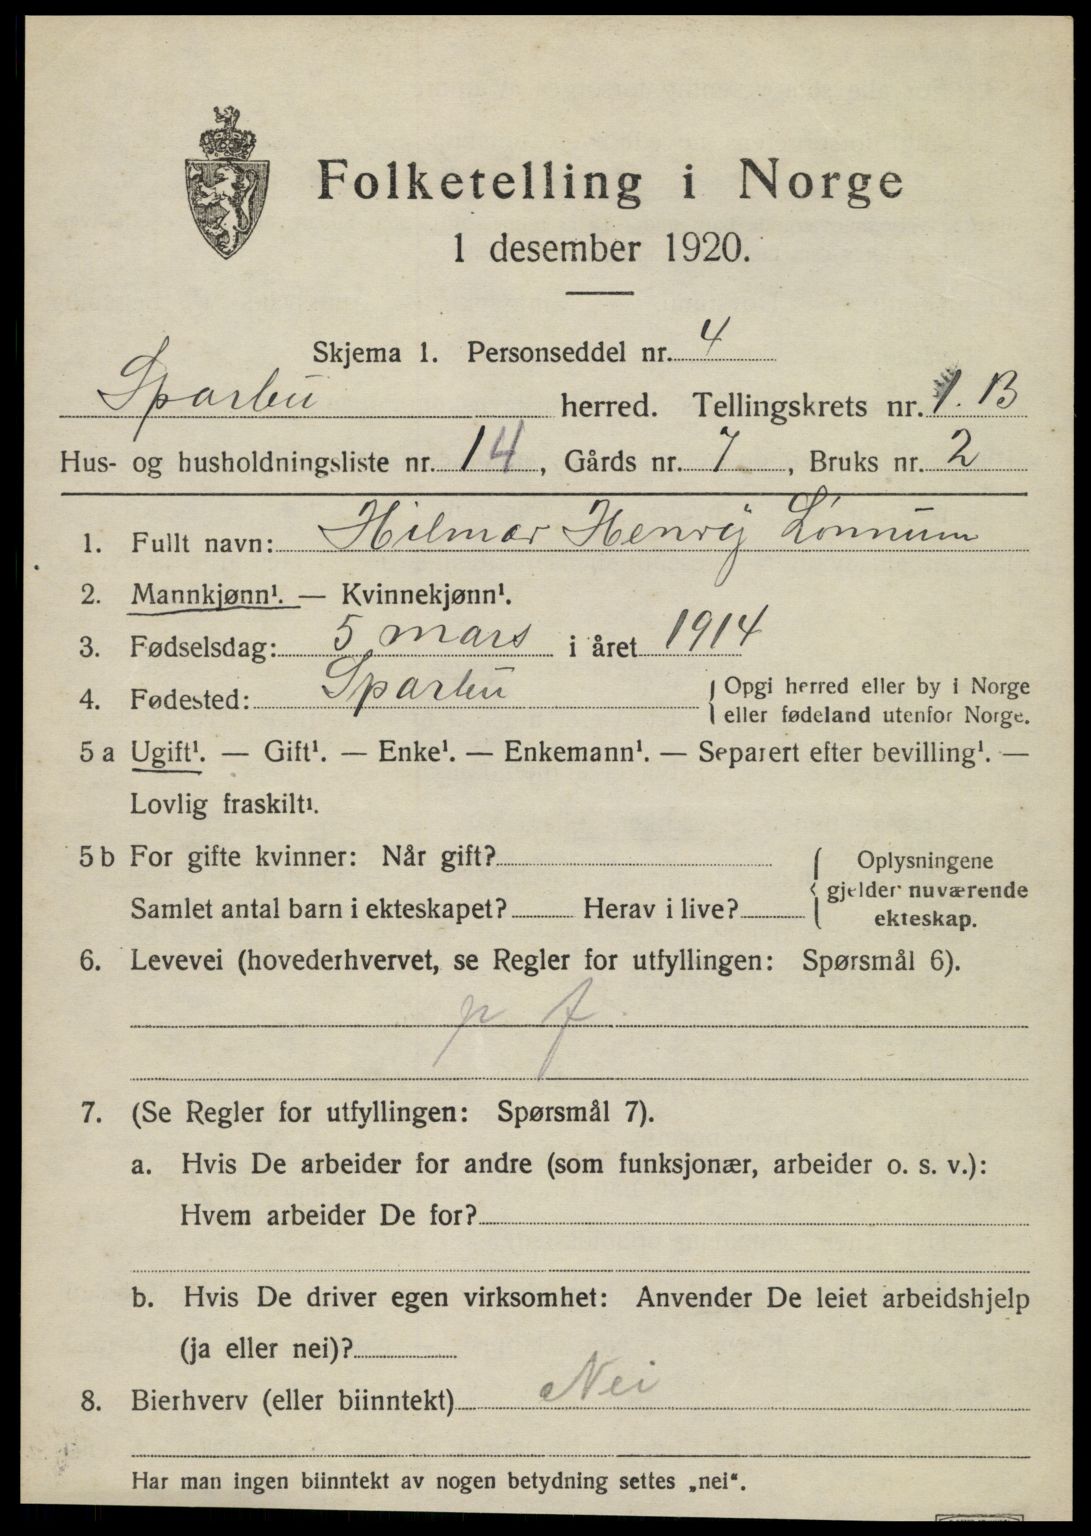 Folketelling i Norge
1 desember 1920.
Skjema 1. Personseddel nr. 4
Sparbu herred. Tellingskrets nr. 1. B
Hus- og husholdningsliste nr. 14, Gårds nr. 7, Bruks nr. 2
1. Fullt navn: Hilmar Henry Lønnum
2. Mannkjønn¹. — Kvinnekjønn¹.
3. Fødselsdag: 5 mars i året 1914
4. Fødested: Sparbu { Opgi herred eller by i Norge
eller fødeland utenfor Norge.
5 a Ugift¹. — Gift¹. — Enke¹. — Enkemann¹. — Separert efter bevilling¹. —
Lovlig fraskilt¹.
5 b For gifte kvinner: Når gift? { Oplysningene
gjelder nuværende
ekteskap.
Samlet antal barn i ekteskapet? Herav i live?
6. Levevei (hovederhvervet, se Regler for utfyllingen: Spørsmål 6).
p f
7. (Se Regler for utfyllingen: Spørsmål 7).
a. Hvis De arbeider for andre (som funksjonær, arbeider o. s. v.):
Hvem arbeider De for?
b. Hvis De driver egen virksomhet: Anvender De leiet arbeidshjelp
(ja eller nei)?
8. Bierhverv (eller biinntekt) Nei
Har man ingen biinntekt av nogen betydning settes „nei“.